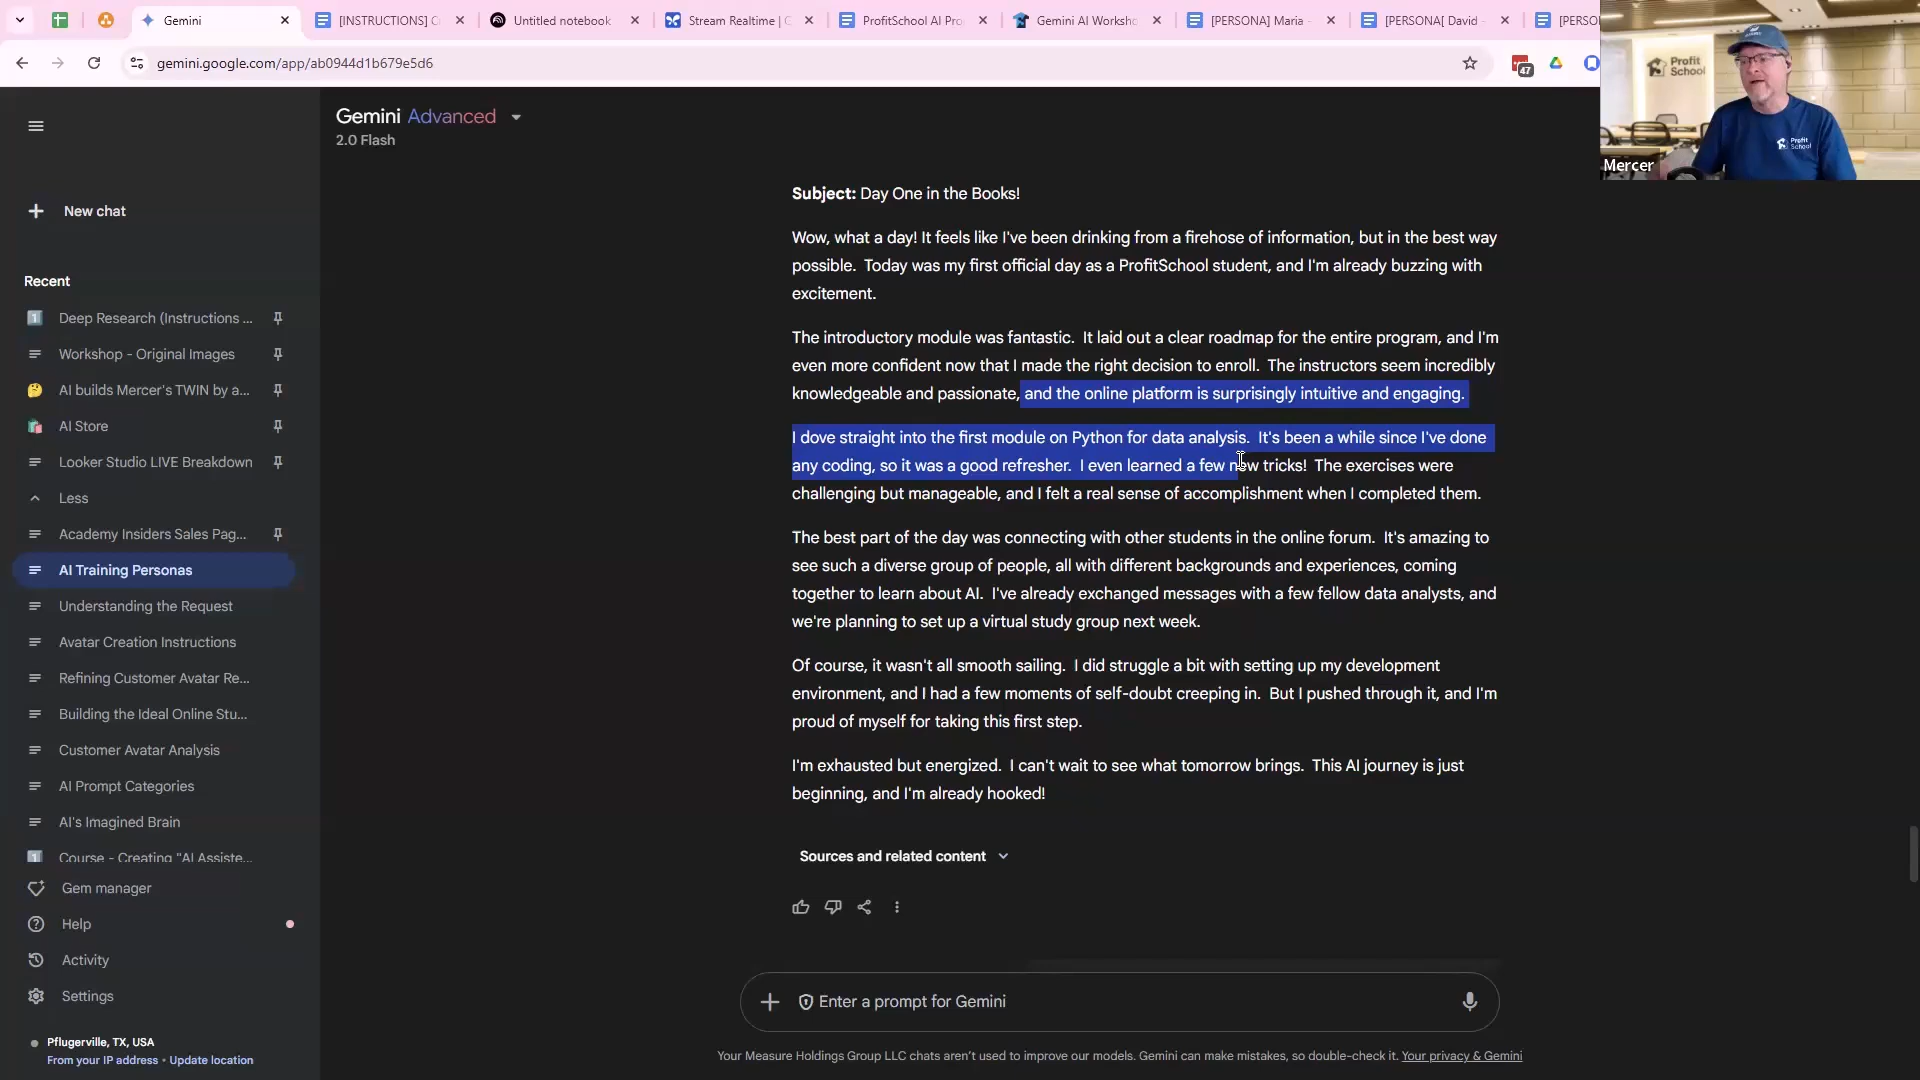 Gemini
[INSTRUCTIONS] C
Untitled notebook
Stream Realtime | G
ProfitSchool AI Pro
Gemini AI Worksho
[PERSONA[ Maria -
[PERSONA[ David -
[PERSO
gemini.google.com/app/ab0944d1b679e5d6
47
Profit
School
Profit
School
Mercer
Gemini Advanced
2.0 Flash
New chat
Recent
Deep Research (Instructions ...
Workshop - Original Images
AI builds Mercer's TWIN by a...
AI Store
Looker Studio LIVE Breakdown
Less
Academy Insiders Sales Pag...
AI Training Personas
Understanding the Request
Avatar Creation Instructions
Refining Customer Avatar Re...
Building the Ideal Online Stu...
Customer Avatar Analysis
AI Prompt Categories
AI's Imagined Brain
1 Course - Creating "AI Assiste...
Gem manager
Help
Activity
Settings
Pflugerville, TX, USA
From your IP address • Update location
Subject: Day One in the Books!
Wow, what a day! It feels like I've been drinking from a firehose of information, but in the best way
possible. Today was my first official day as a ProfitSchool student, and I'm already buzzing with
excitement.
The introductory module was fantastic. It laid out a clear roadmap for the entire program, and I'm
even more confident now that I made the right decision to enroll. The instructors seem incredibly
knowledgeable and passionate, and the online platform is surprisingly intuitive and engaging.
I dove straight into the first module on Python for data analysis. It's been a while since I've done
any coding, so it was a good refresher. I even learned a few new tricks! The exercises were
challenging but manageable, and I felt a real sense of accomplishment when I completed them.
The best part of the day was connecting with other students in the online forum. It's amazing to
see such a diverse group of people, all with different backgrounds and experiences, coming
together to learn about AI. I've already exchanged messages with a few fellow data analysts, and
we're planning to set up a virtual study group next week.
Of course, it wasn't all smooth sailing. I did struggle a bit with setting up my development
environment, and I had a few moments of self-doubt creeping in. But I pushed through it, and I'm
proud of myself for taking this first step.
I'm exhausted but energized. I can't wait to see what tomorrow brings. This AI journey is just
beginning, and I'm already hooked!
Sources and related content
Enter a prompt for Gemini
Your Measure Holdings Group LLC chats aren't used to improve our models. Gemini can make mistakes, so double-check it. Your privacy & Gemini